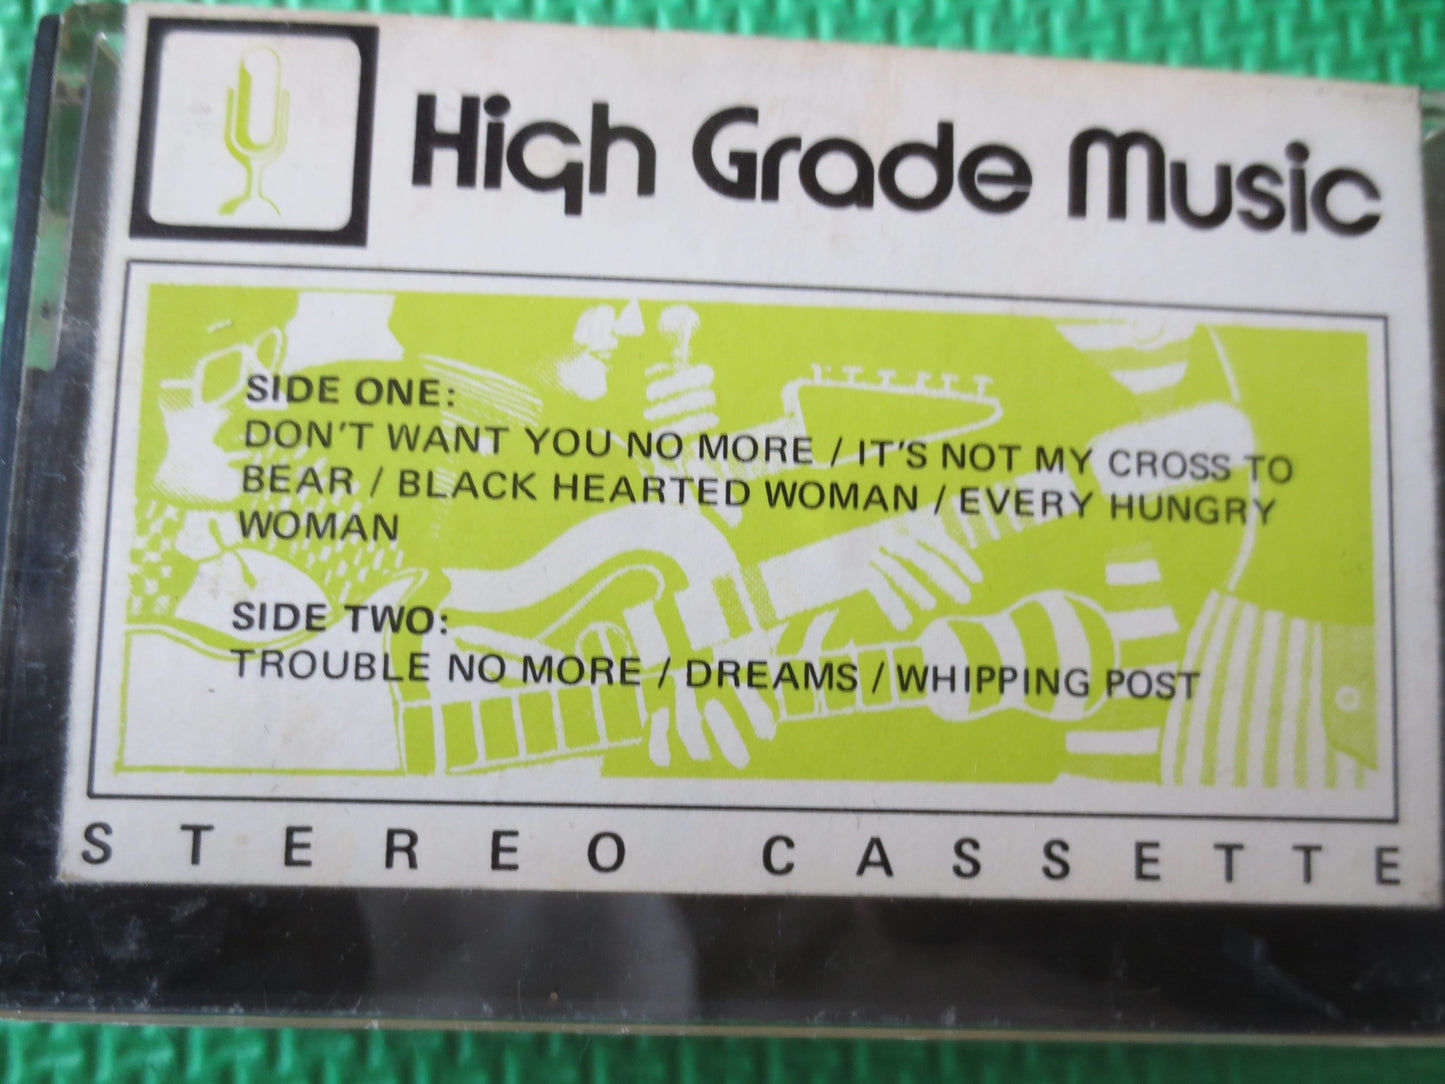 High Grade Music
SIDE ONE:
DON'T WANT YOU NO MORE / IT'S NOT MY CROSS TO
BEAR / BLACK HEARTED WOMAN / EVERY HUNGRY
WOMAN
SIDE TWO:
TROUBLE NO MORE / DREAMS / WHIPPING POST
STEREO CASSETTE